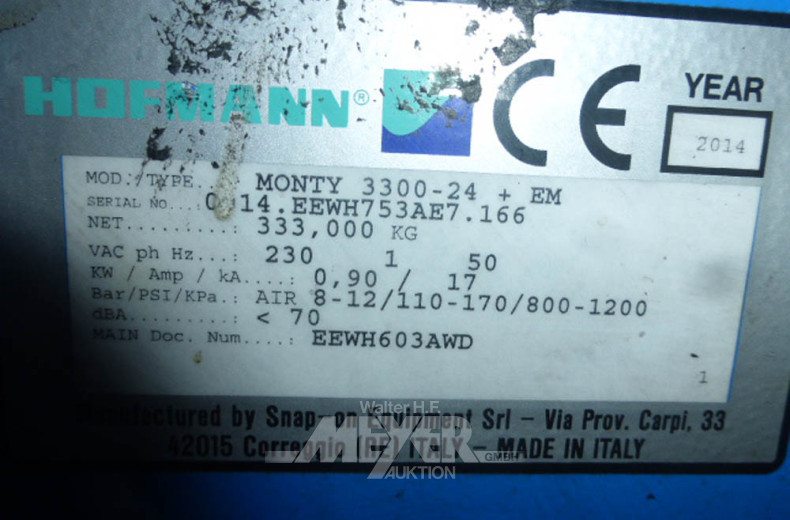 HOFMANN® CE YEAR
2014
MOD./TYPE..: MONTY 3300-24 + EM
SERIAL NO...: 0414.EEWH753AE7.166
NET.........: 333,000 KG
VAC ph Hz...: 230 1 50
KW / Amp / kA....: 0,90 / 17
Bar/PSI/KPa.: AIR 8-12/110-170/800-1200
dBA.........: < 70
MAIN Doc. Num....: EEWH603AWD
1
Manufactured by Snap-on Equipment Srl - Via Prov. Carpi, 33
42015 Correggio (RE) ITALY - MADE IN ITALY
Walter H.F.
MEYER
GMBH
AUKTION